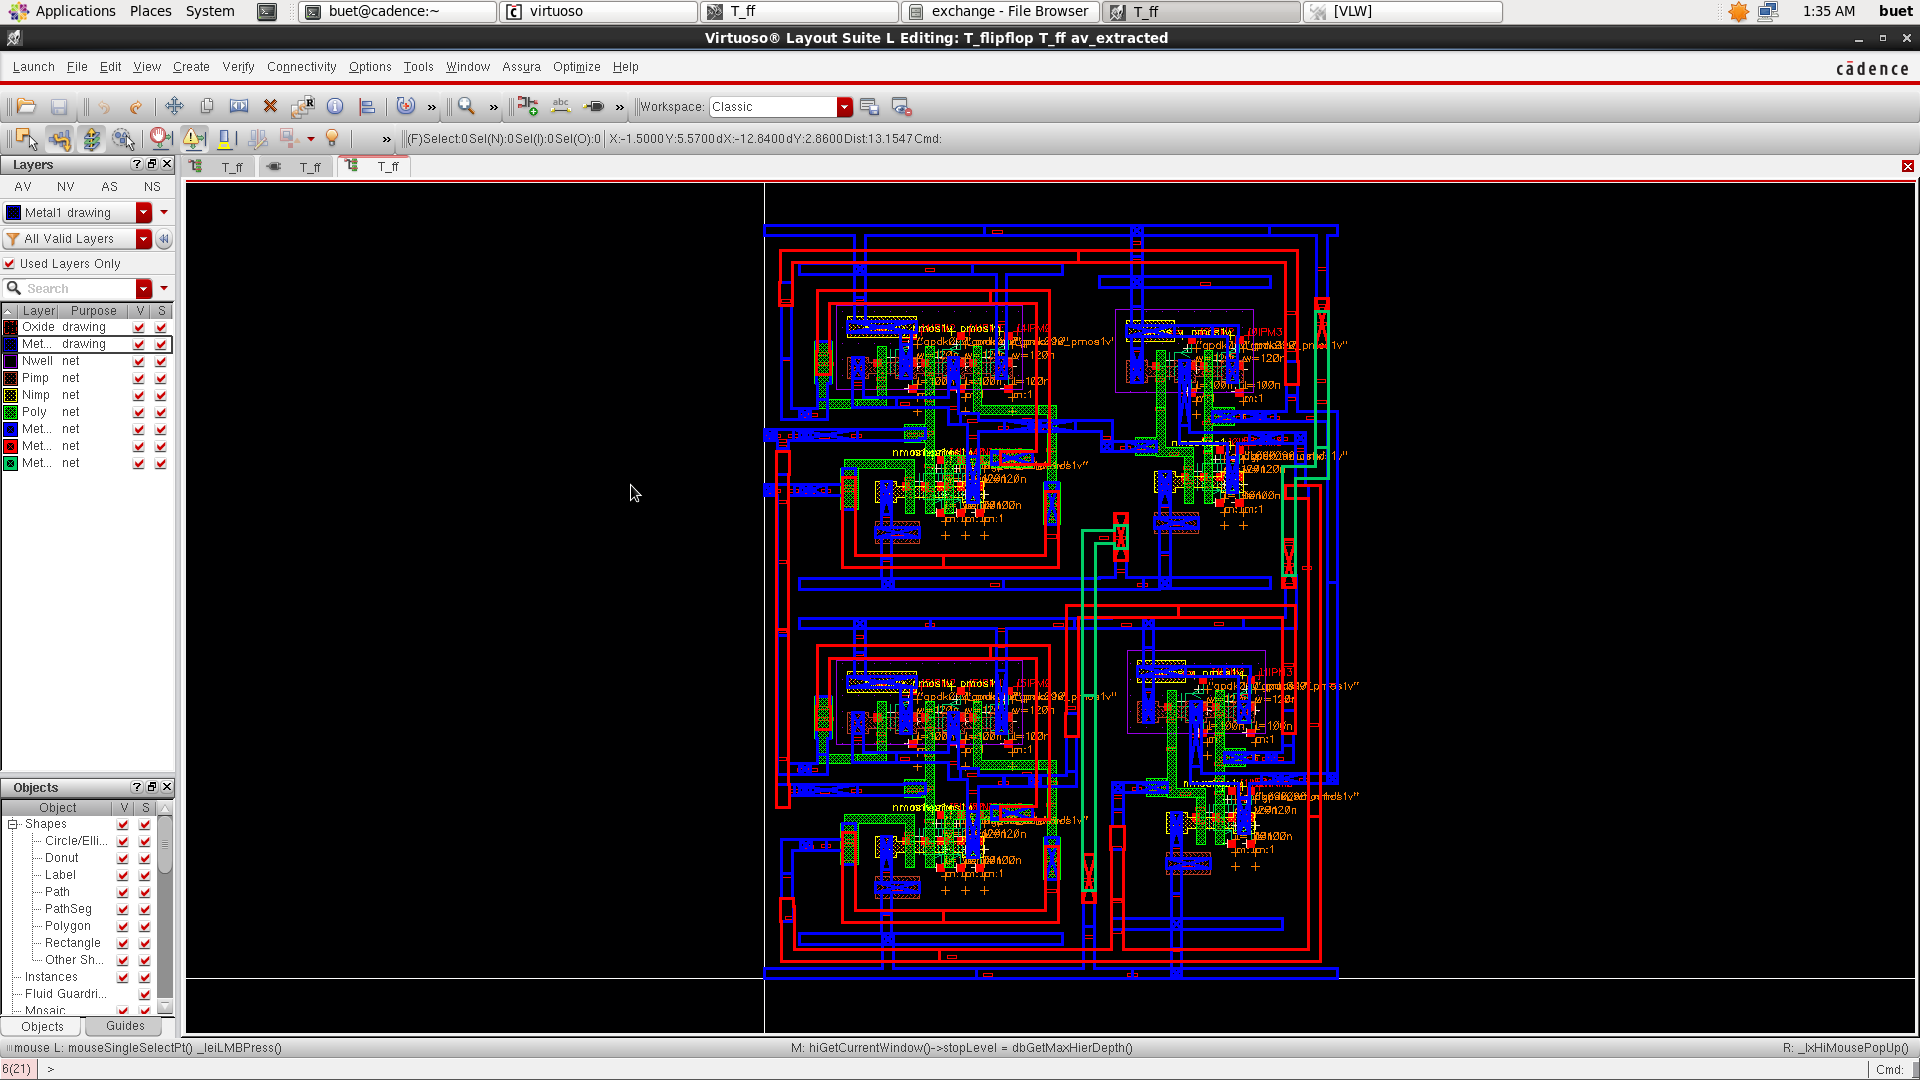 Applications Places System buet@cadence:~ virtuoso T_ff exchange - File Browser T_ff [VLW] 1:35 AM buet
Virtuoso® Layout Suite L Editing: T_flipflop T_ff av_extracted
Launch File Edit View Create Verify Connectivity Options Tools Window Assura Optimize Help cādence
» » abc » Workspace: Classic
» (F)Select:0 Sel(N):0 Sel(I):0 Sel(O):0 X:-1.5000 Y:5.5700 dX:-12.8400 dY:2.8600 Dist:13.1547 Cmd:
Layers T_ff T_ff T_ff
AV NV AS NS
Metal1 drawing
All Valid Layers
Used Layers Only
Search
Layer Purpose V S
Oxide drawing
Met... drawing
Nwell net
Pimp net
Nimp net
Poly net
Met... net
Met... net
Met... net
Objects
Object V S
Shapes
Circle/Elli...
Donut
Label
Path
PathSeg
Polygon
Rectangle
Other Sh...
Instances
Fluid Guardri...
Mosaic
Objects Guides
mouse L: mouseSingleSelectPt() _leiLMBPress() M: hiGetCurrentWindow()->stopLevel = dbGetMaxHierDepth() R: _lxHiMousePopUp()
6(21) > Cmd: